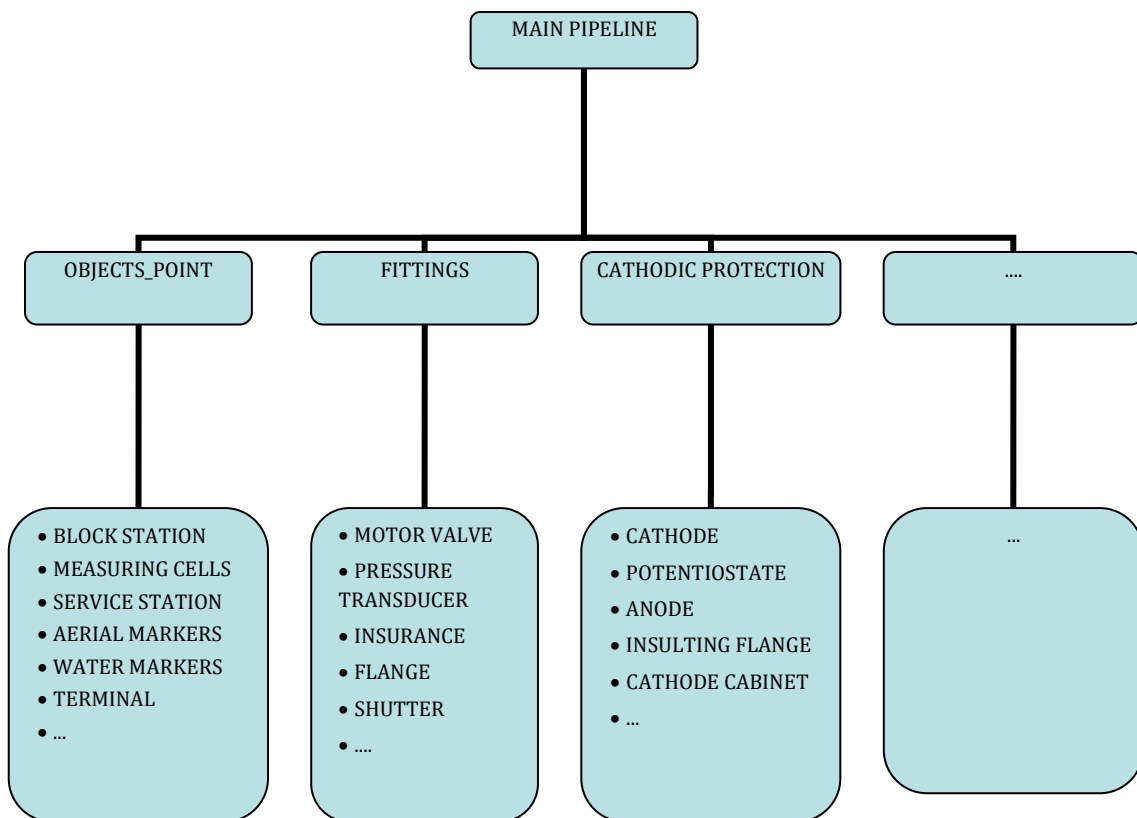 MAIN PIPELINE
OBJECTS_POINT
FITTINGS
CATHODIC PROTECTION
....
• BLOCK STATION
• MEASURING CELLS
• SERVICE STATION
• AERIAL MARKERS
• WATER MARKERS
• TERMINAL
• ...
• MOTOR VALVE
• PRESSURE
TRANSDUCER
• INSURANCE
• FLANGE
• SHUTTER
• ....
• CATHODE
• POTENTIOSTATE
• ANODE
• INSULTING FLANGE
• CATHODE CABINET
• ...
...